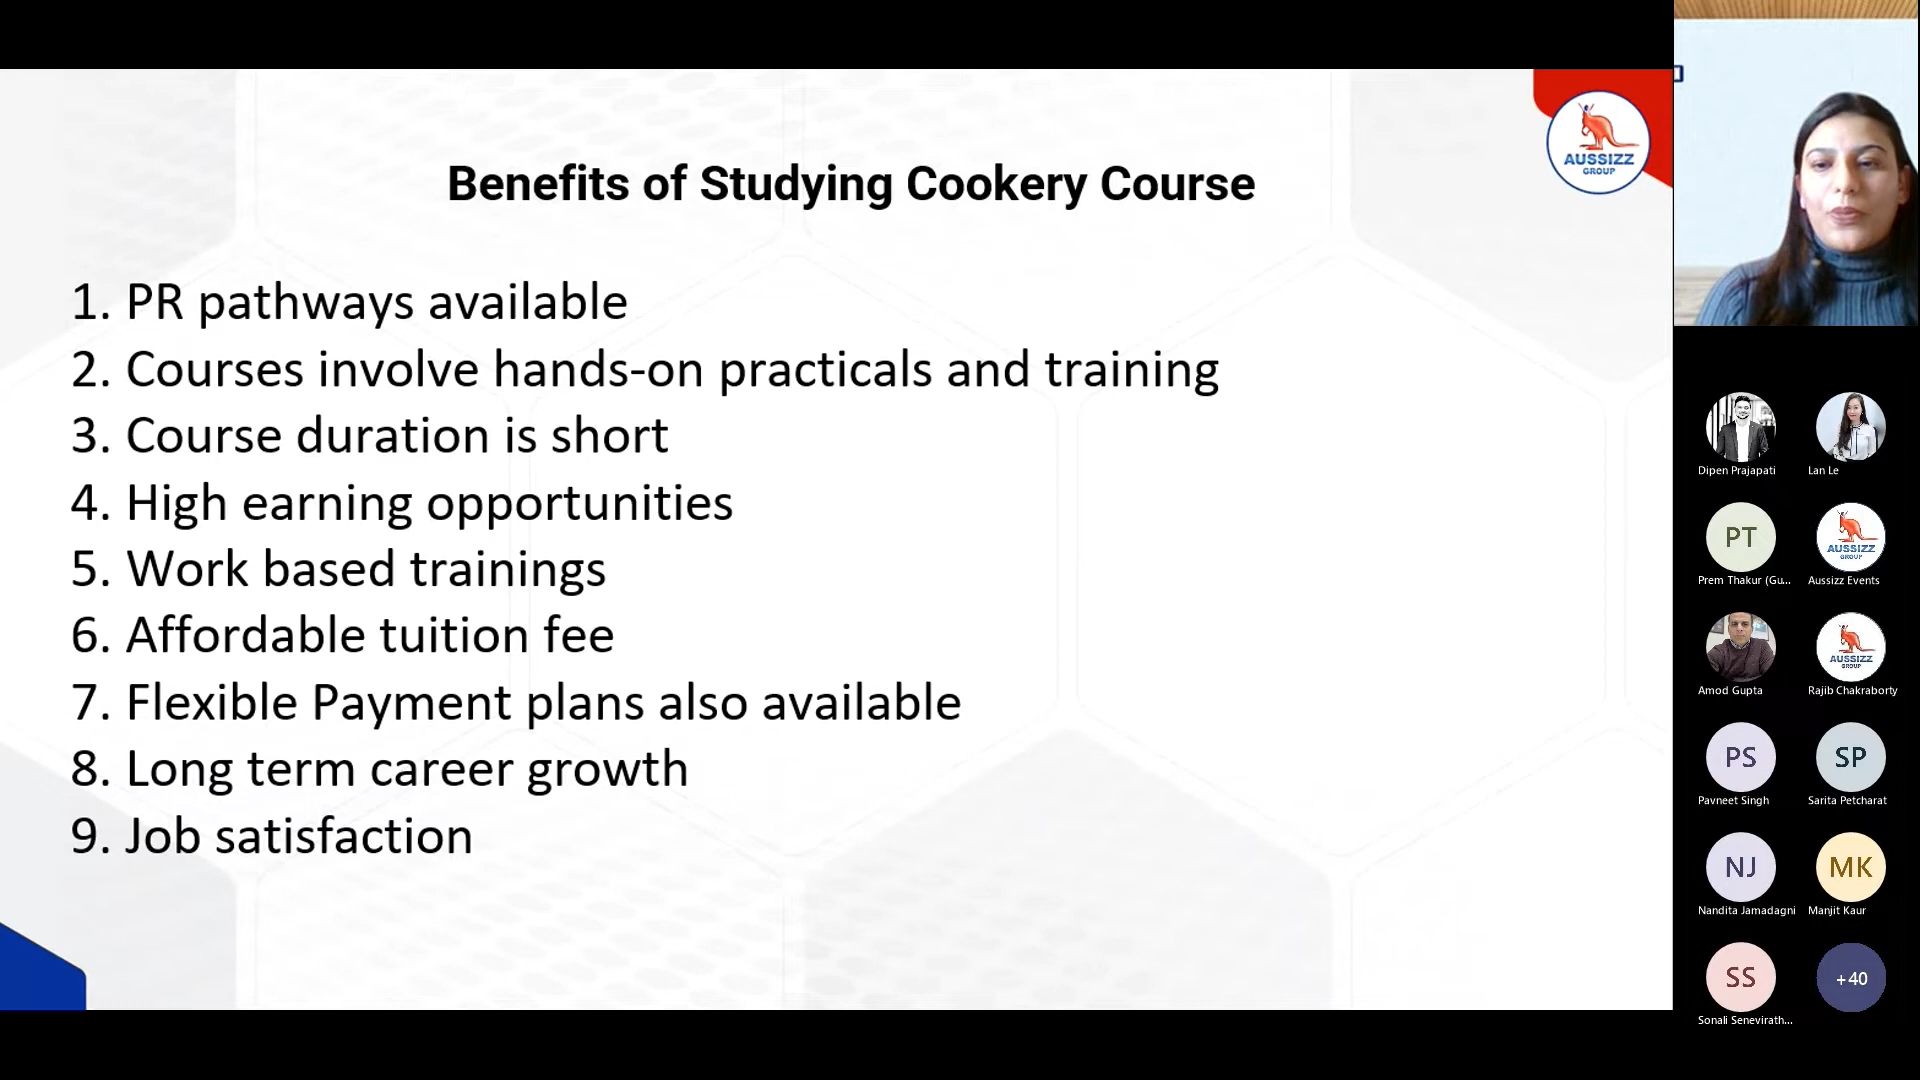 Benefits of Studying Cookery Course
AUSSIZZ
GROUP
1. PR pathways available
2. Courses involve hands-on practicals and training
3. Course duration is short
4. High earning opportunities
5. Work based trainings
6. Affordable tuition fee
7. Flexible Payment plans also available
8. Long term career growth
9. Job satisfaction
Dipen Prajapati
Lan Le
PT
Prem Thakur (Gu...
AUSSIZZ
GROUP
Aussizz Events
Amod Gupta
AUSSIZZ
GROUP
Rajib Chakraborty
PS
Pavneet Singh
SP
Sarita Petcharat
NJ
Nandita Jamadagni
MK
Manjit Kaur
SS
Sonali Senevirath...
+40